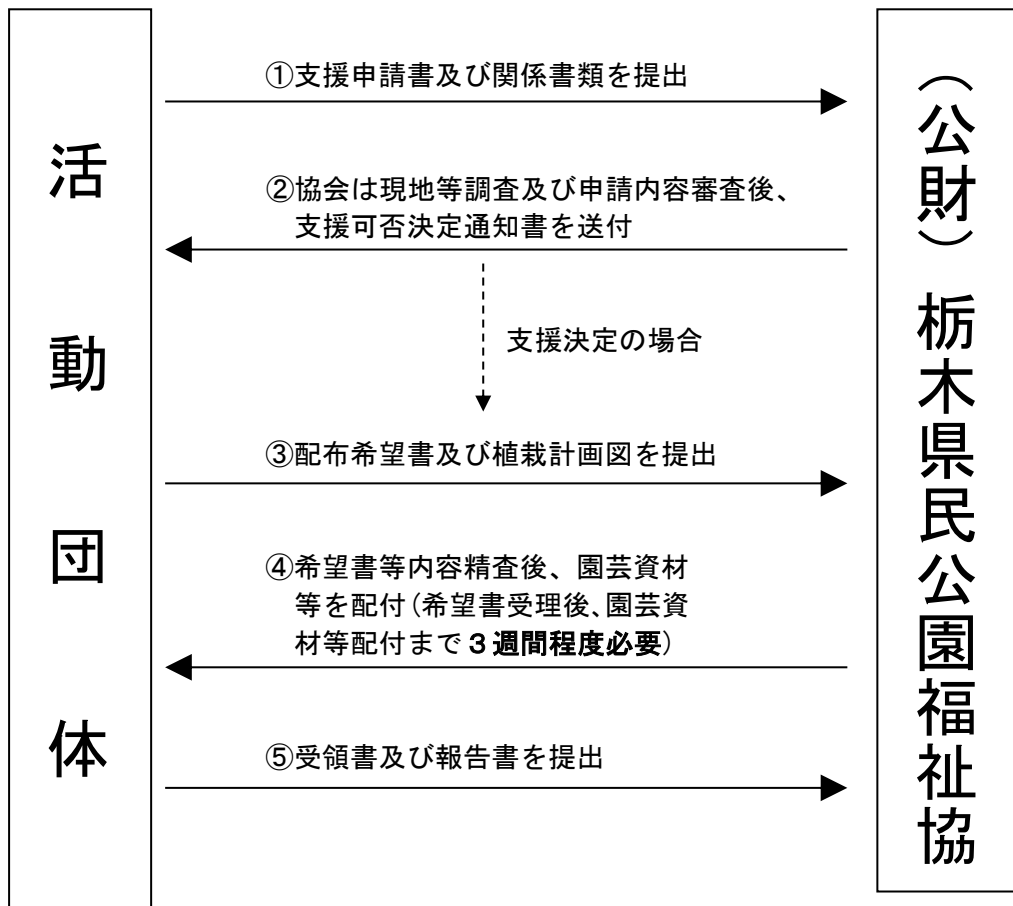 活動団体
①支援申請書及び関係書類を提出
②協会は現地等調査及び申請内容審査後、
支援可否決定通知書を送付
支援決定の場合
③配布希望書及び植栽計画図を提出
④希望書等内容精査後、園芸資材
等を配付（希望書受理後、園芸資
材等配付まで３週間程度必要）
⑤受領書及び報告書を提出
（公財）栃木県民公園福祉協